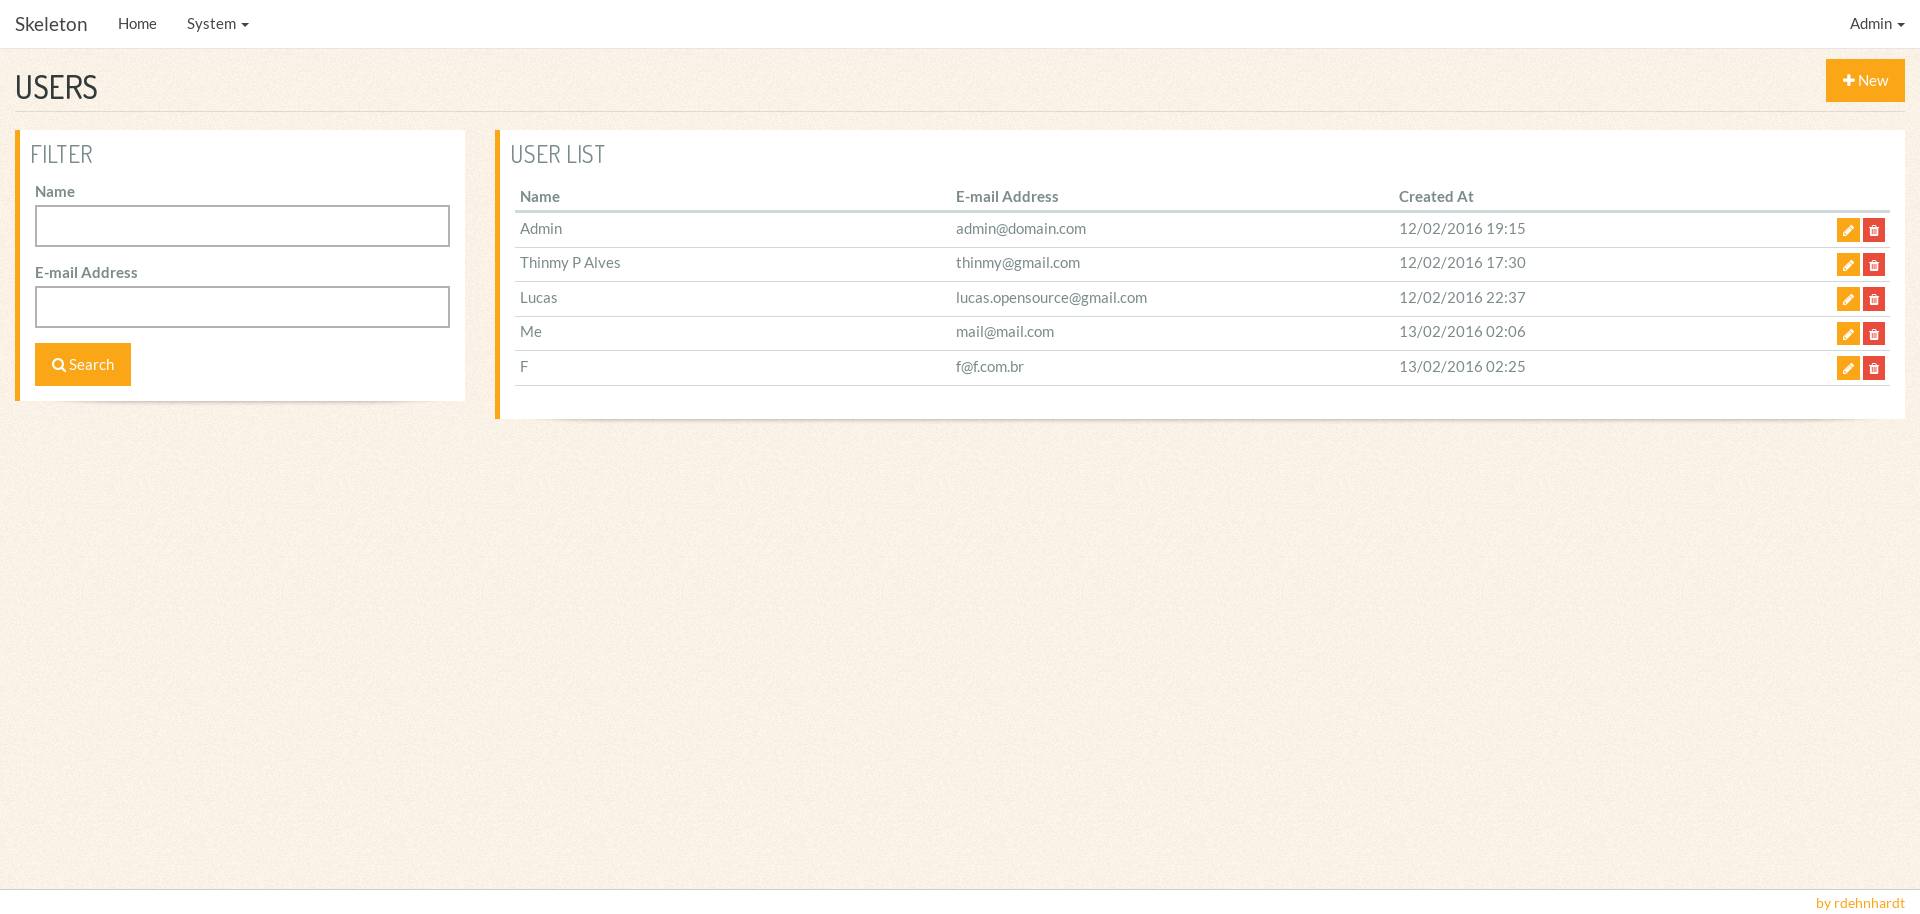 Skeleton Home System Admin
USERS New
FILTER
Name
E-mail Address
Search
USER LIST
Name E-mail Address Created At
Admin admin@domain.com 12/02/2016 19:15
Thinmy P Alves thinmy@gmail.com 12/02/2016 17:30
Lucas lucas.opensource@gmail.com 12/02/2016 22:37
Me mail@mail.com 13/02/2016 02:06
F f@f.com.br 13/02/2016 02:25
by rdehnhardt